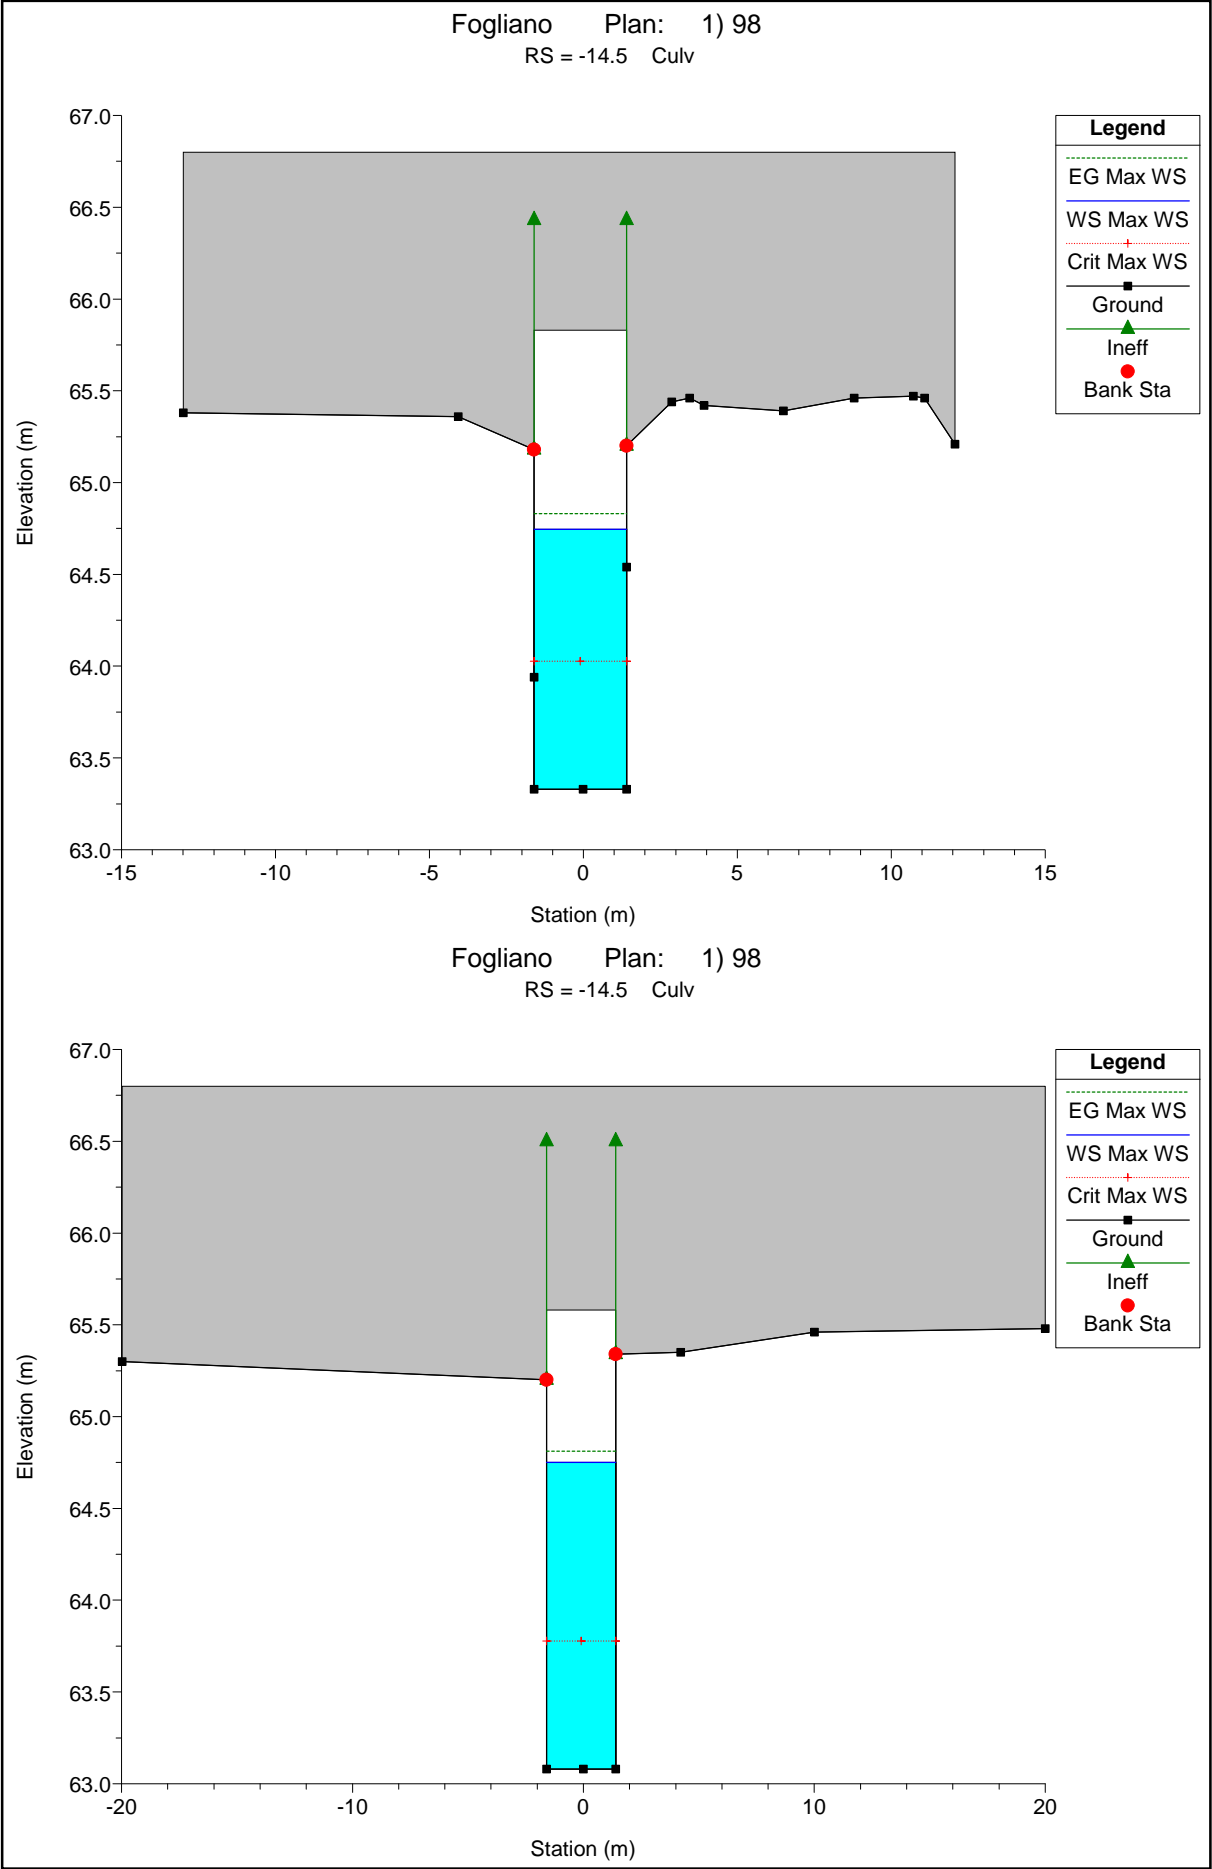 Fogliano Plan: 1) 98
RS = -14.5 Culv
67.0
66.5
66.0
65.5
65.0
64.5
64.0
63.5
63.0
Elevation (m)
-15
-10
-5
0
5
10
15
Station (m)
Legend
EG Max WS
WS Max WS
Crit Max WS
Ground
Ineff
Bank Sta
Fogliano Plan: 1) 98
RS = -14.5 Culv
67.0
66.5
66.0
65.5
65.0
64.5
64.0
63.5
63.0
Elevation (m)
-20
-10
0
10
20
Station (m)
Legend
EG Max WS
WS Max WS
Crit Max WS
Ground
Ineff
Bank Sta